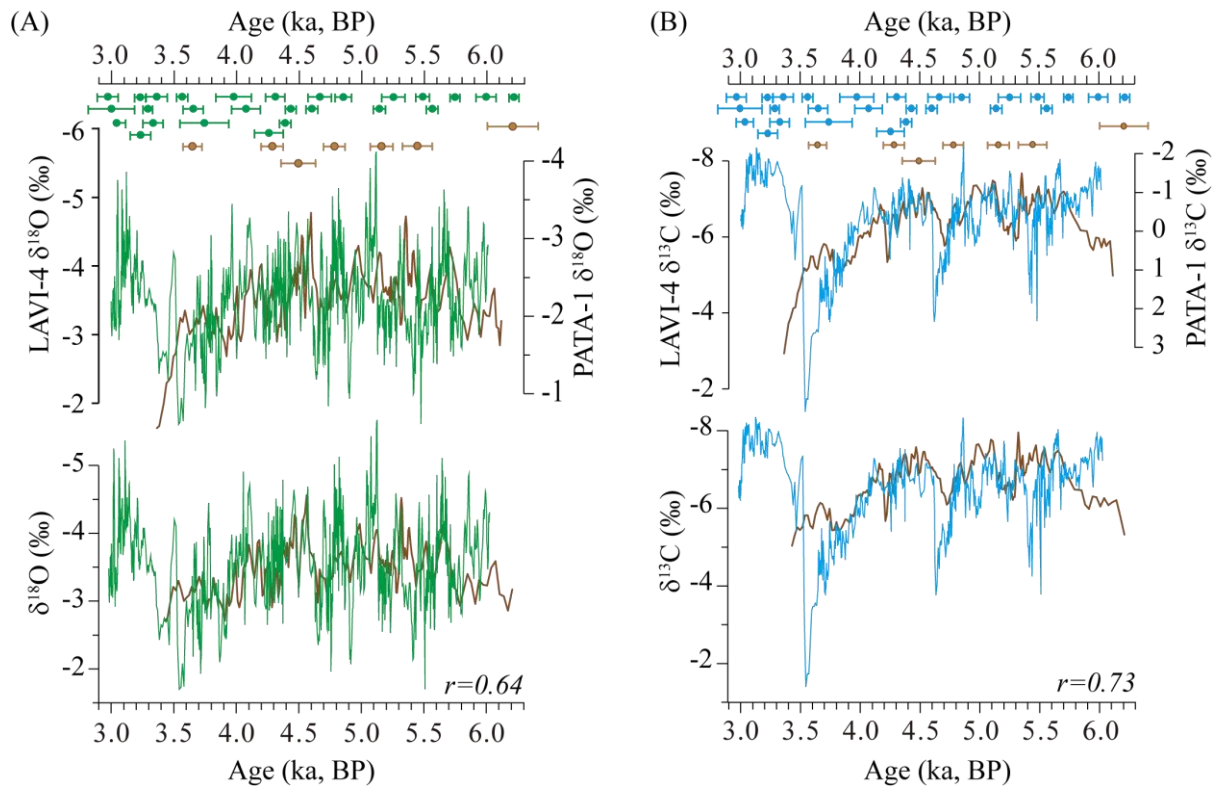 (A)
Age (ka, BP)
3.0 3.5 4.0 4.5 5.0 5.5 6.0
LAVI-4 δ¹⁸O (‰)
-6
-5
-4
-3
-2
-4
-3
-2
-1
PATA-1 δ¹⁸O (‰)
δ¹⁸O (‰)
-5
-4
-3
-2
r=0.64
3.0 3.5 4.0 4.5 5.0 5.5 6.0
Age (ka, BP)
(B)
Age (ka, BP)
3.0 3.5 4.0 4.5 5.0 5.5 6.0
LAVI-4 δ¹³C (‰)
-8
-6
-4
-2
-2
-1
0
1
2
3
PATA-1 δ¹³C (‰)
δ¹³C (‰)
-8
-6
-4
-2
r=0.73
3.0 3.5 4.0 4.5 5.0 5.5 6.0
Age (ka, BP)